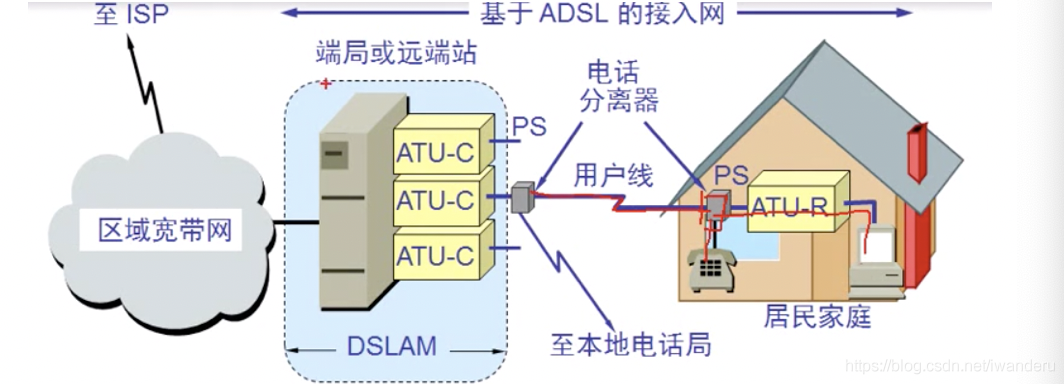 至 ISP
基于 ADSL 的接入网
端局或远端站
电话
分离器
PS
用户线
PS
ATU-C
ATU-C
ATU-C
ATU-R
区域宽带网
居民家庭
DSLAM
至本地电话局
https://blog.csdn.net/iwanderu